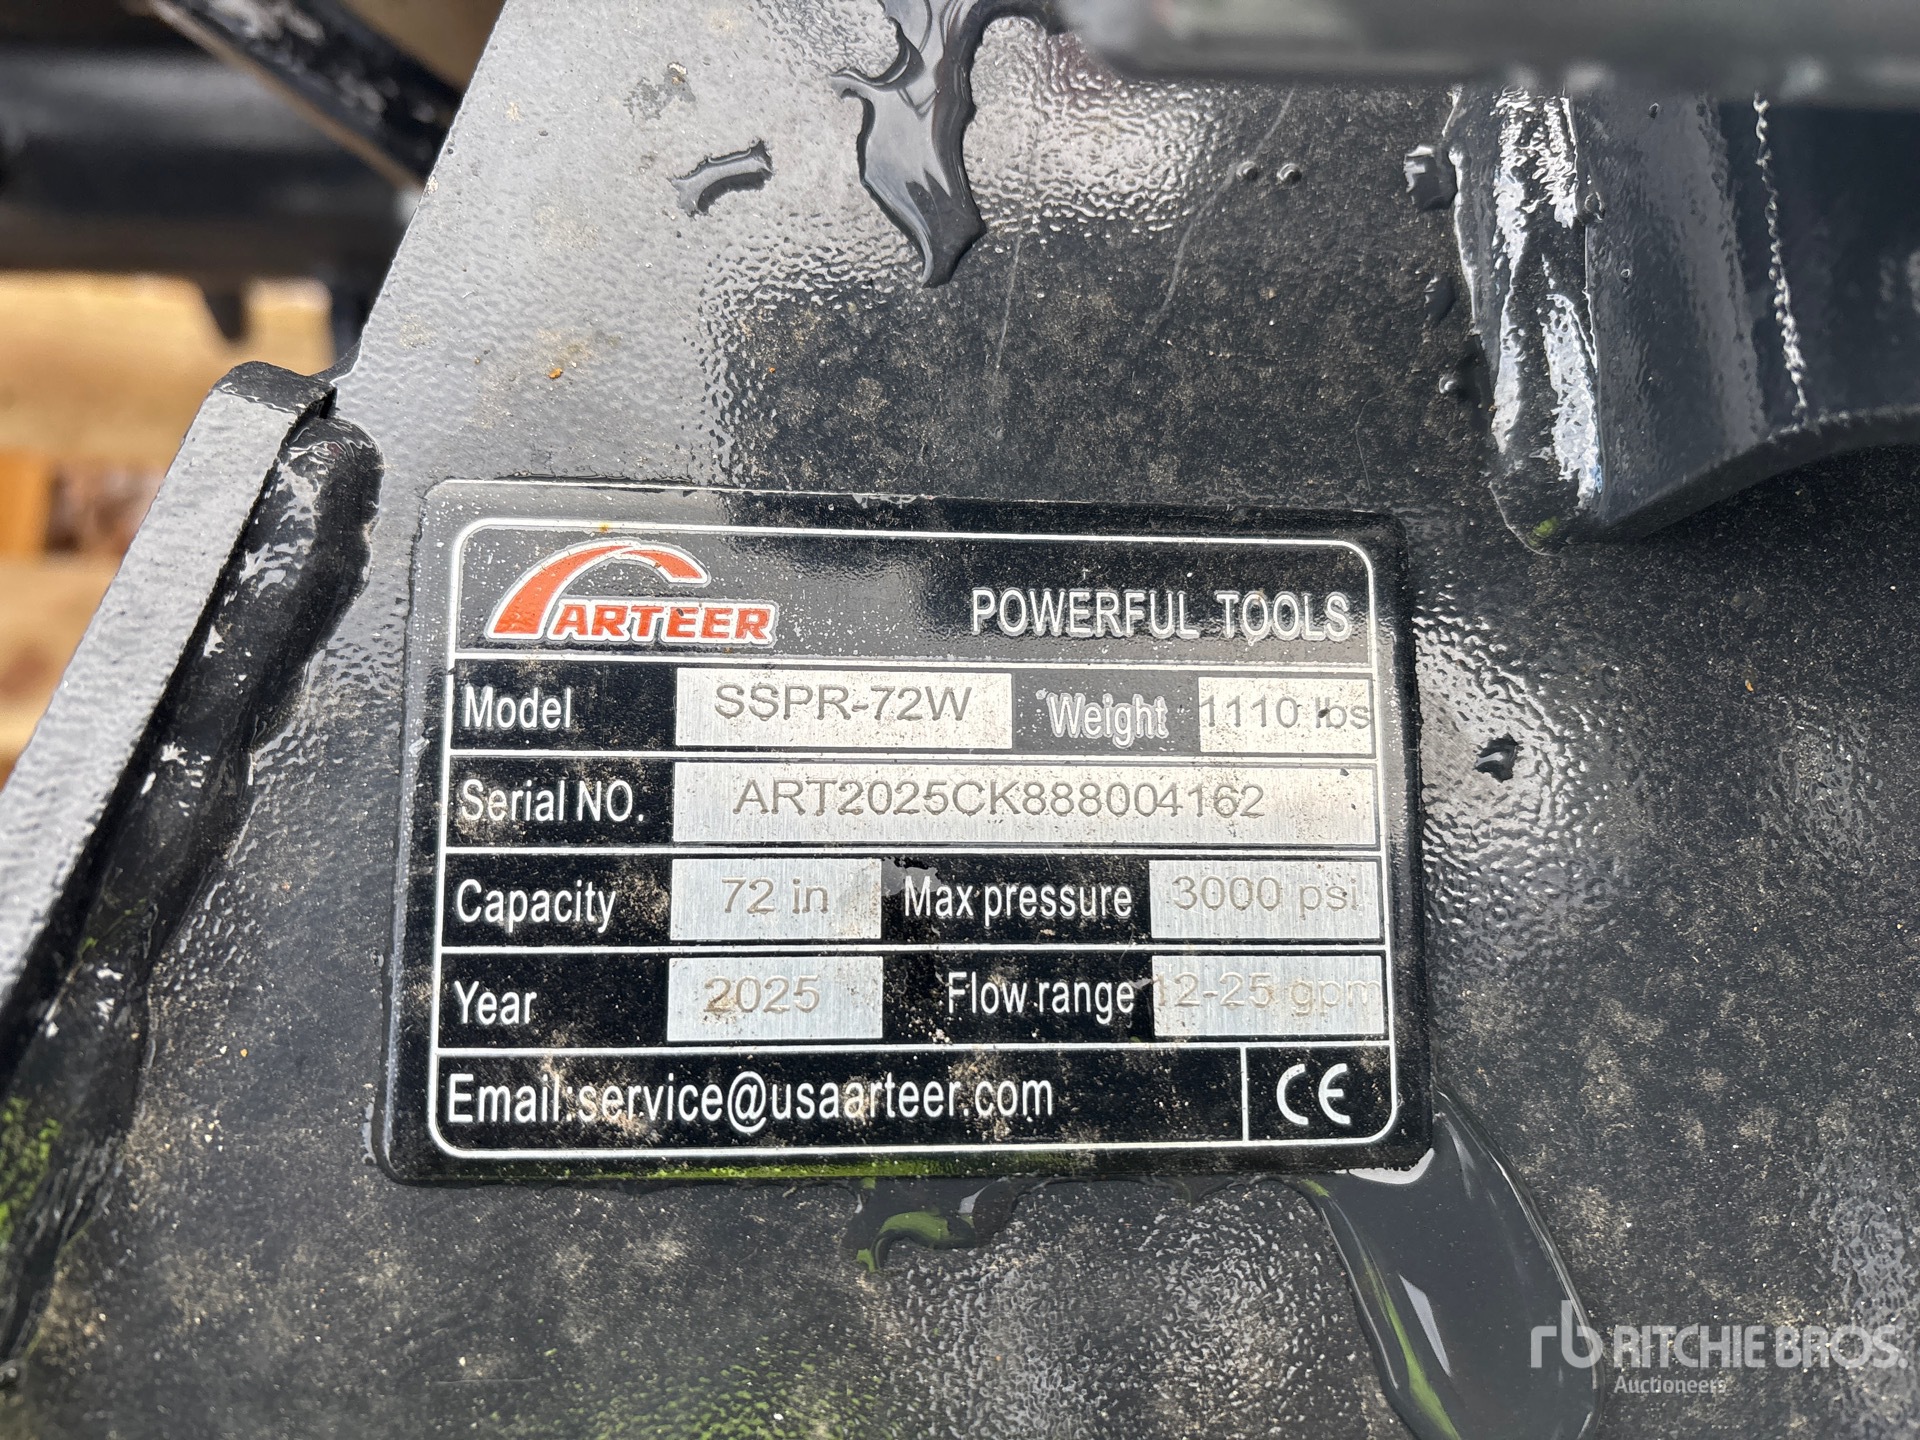 ARTEER POWERFUL TOOLS
Model SSPR-72W Weight 1110 lbs
Serial NO. ART2025CK888004162
Capacity 72 in Max pressure 3000 psi
Year 2025 Flow range 12-25 gpm
Email:service@usaarteer.com CE
rb RITCHIE BROS.
Auctioneers